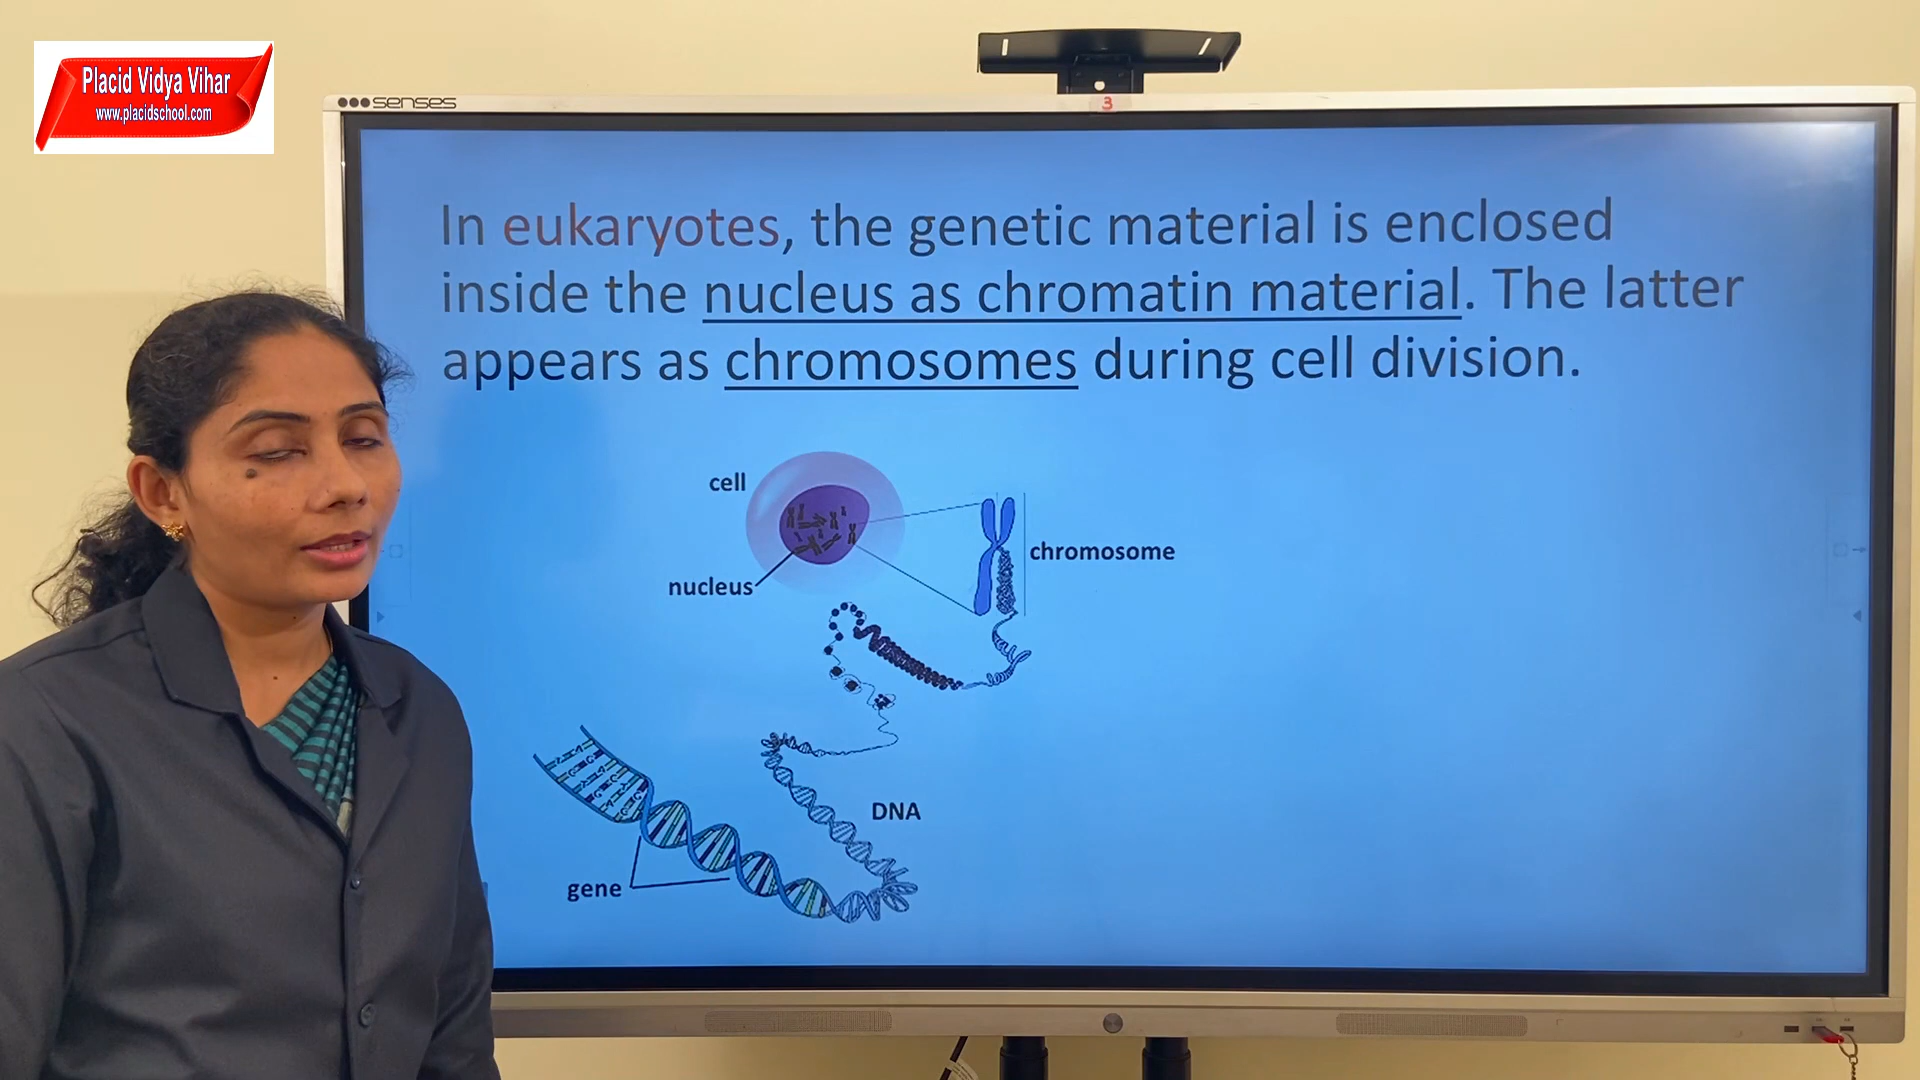 Placid Vidya Vihar
www.placidschool.com
senses
3
In eukaryotes, the genetic material is enclosed
inside the nucleus as chromatin material. The latter
appears as chromosomes during cell division.
cell
chromosome
nucleus
DNA
gene